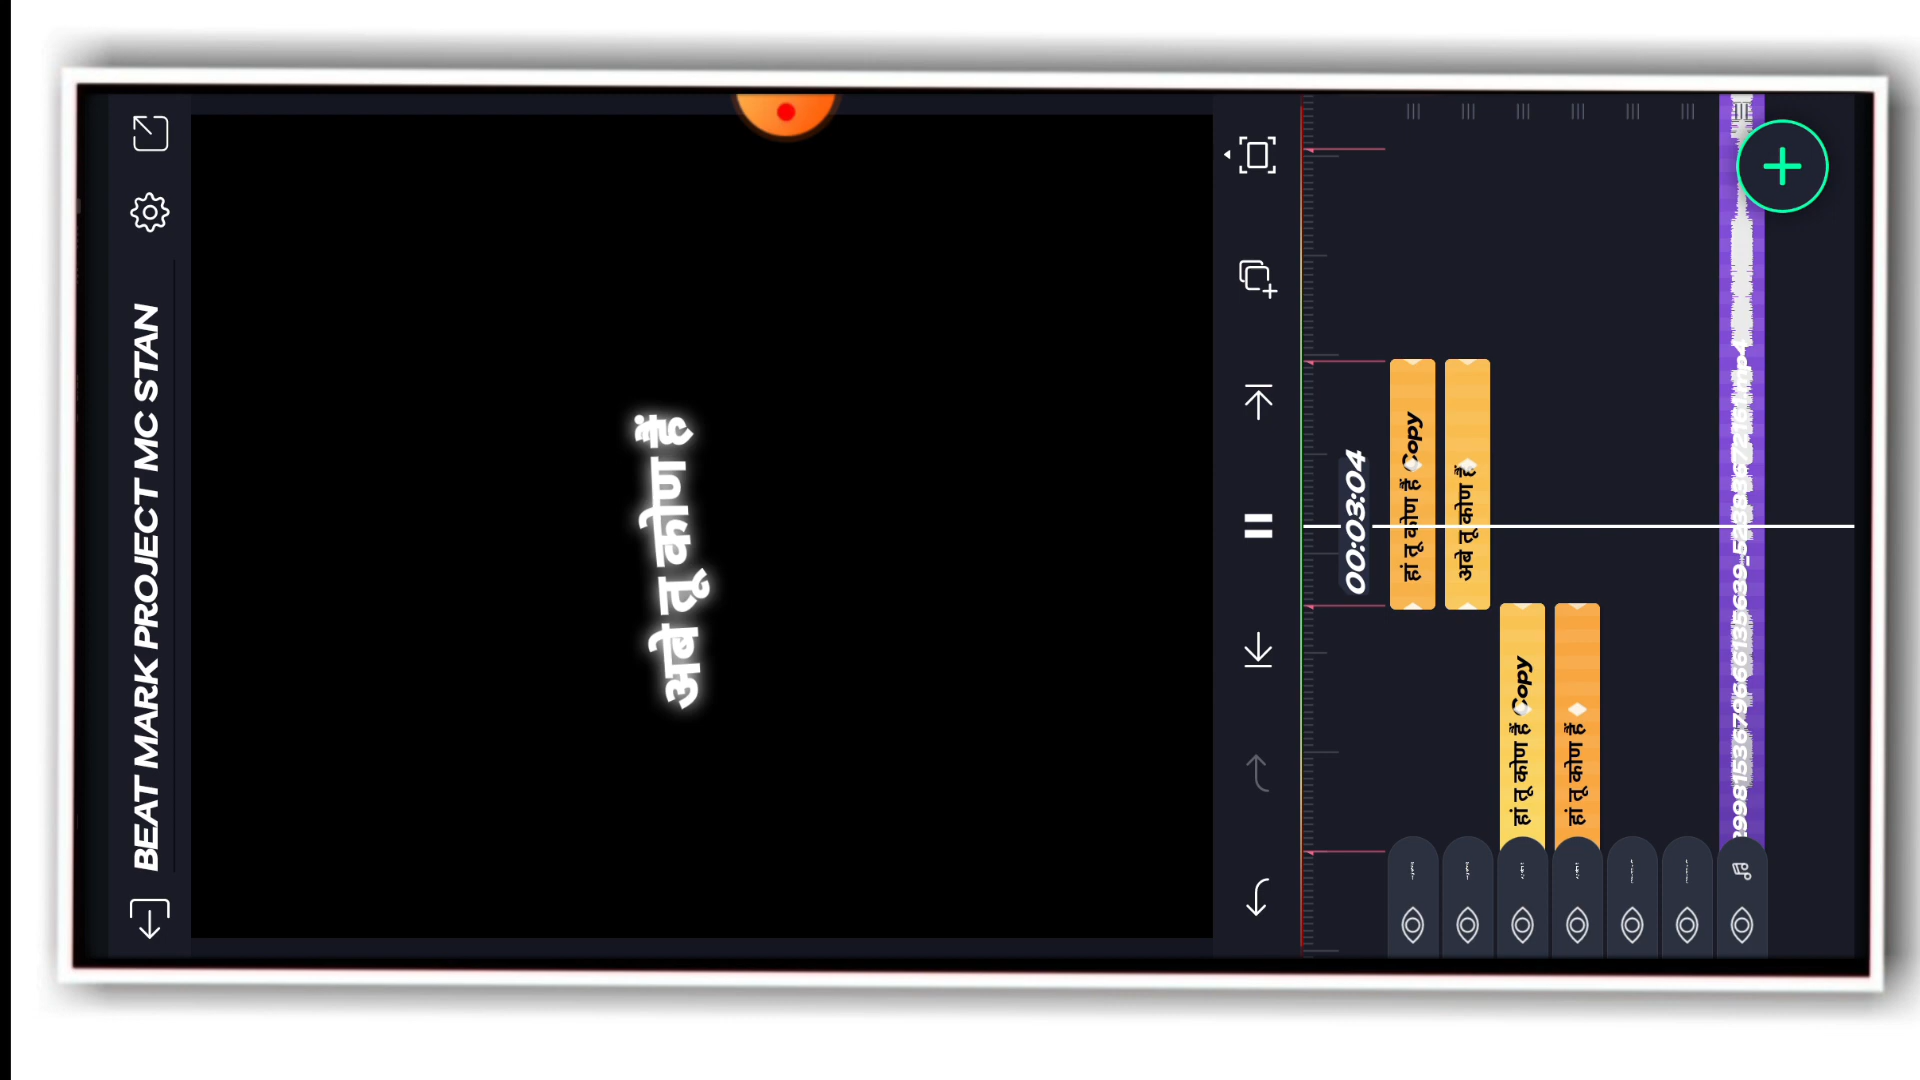 BEAT MARK PROJECT MC STAN
अबे तू कोण हैं
00:03:04
हां तू कोण हैं Copy
अबे तू कोण हैं
हां तू कोण हैं Copy
हां तू कोण हैं